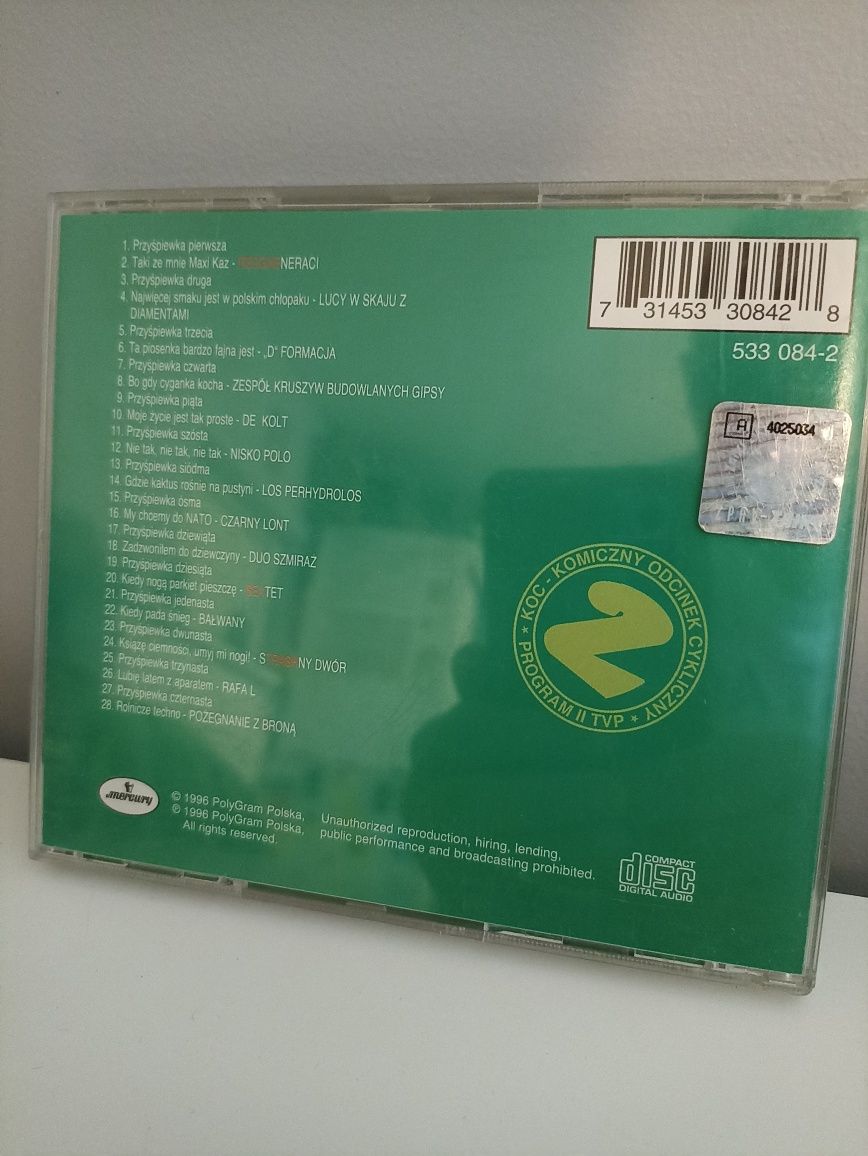 1. Przyśpiewka pierwsza
2. Taki ze mnie Maxi Kaz - REGGAENERACI
3. Przyśpiewka druga
4. Najwięcej smaku jest w polskim chłopaku - LUCY W SKAJU Z
DIAMENTAMI
5. Przyśpiewka trzecia
6. Ta piosenka bardzo fajna jest - „D" FORMACJA
7. Przyśpiewka czwarta
8. Bo gdy cyganka kocha - ZESPÓŁ KRUSZYW BUDOWLANYCH GIPSY
9. Przyśpiewka piąta
10. Moje życie jest tak proste - DE KOLT
11. Przyśpiewka szósta
12. Nie tak, nie tak, nie tak - NISKO POLO
13. Przyśpiewka siódma
14. Gdzie kaktus rośnie na pustyni - LOS PERHYDROLOS
15. Przyśpiewka ósma
16. My chcemy do NATO - CZARNY LONT
17. Przyśpiewka dziewiąta
18. Zadzwoniłem do dziewczyny - DUO SZMIRAŻ
19. Przyśpiewka dziesiąta
20. Kiedy nogą parkiet pieszczę - SEXTET
21. Przyśpiewka jedenasta
22. Kiedy pada śnieg - BAŁWANY
23. Przyśpiewka dwunasta
24. Książę ciemności, umyj mi nogi! - STRASHNY DWÓR
25. Przyśpiewka trzynasta
26. Lubię latem z aparatem - RAFA L
27. Przyśpiewka czternasta
28. Rolnicze techno - POŻEGNANIE Z BRONĄ
7 31453 30842 8
533 084-2
A 4025034
KOC - KOMICZNY ODCINEK CYKLICZNY
2
PROGRAM II TVP
mercury
© 1996 PolyGram Polska,
℗ 1996 PolyGram Polska,
All rights reserved.
Unauthorized reproduction, hiring, lending,
public performance and broadcasting prohibited.
COMPACT
disc
DIGITAL AUDIO